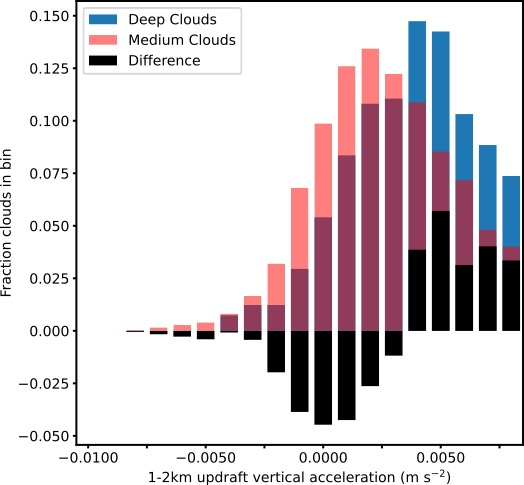 0.150
0.125
0.100
0.075
0.050
0.025
0.000
−0.025
−0.050
Fraction clouds in bin
Deep Clouds
Medium Clouds
Difference
−0.0100 −0.0050 0.0000 0.0050
1-2km updraft vertical acceleration (m s⁻²)